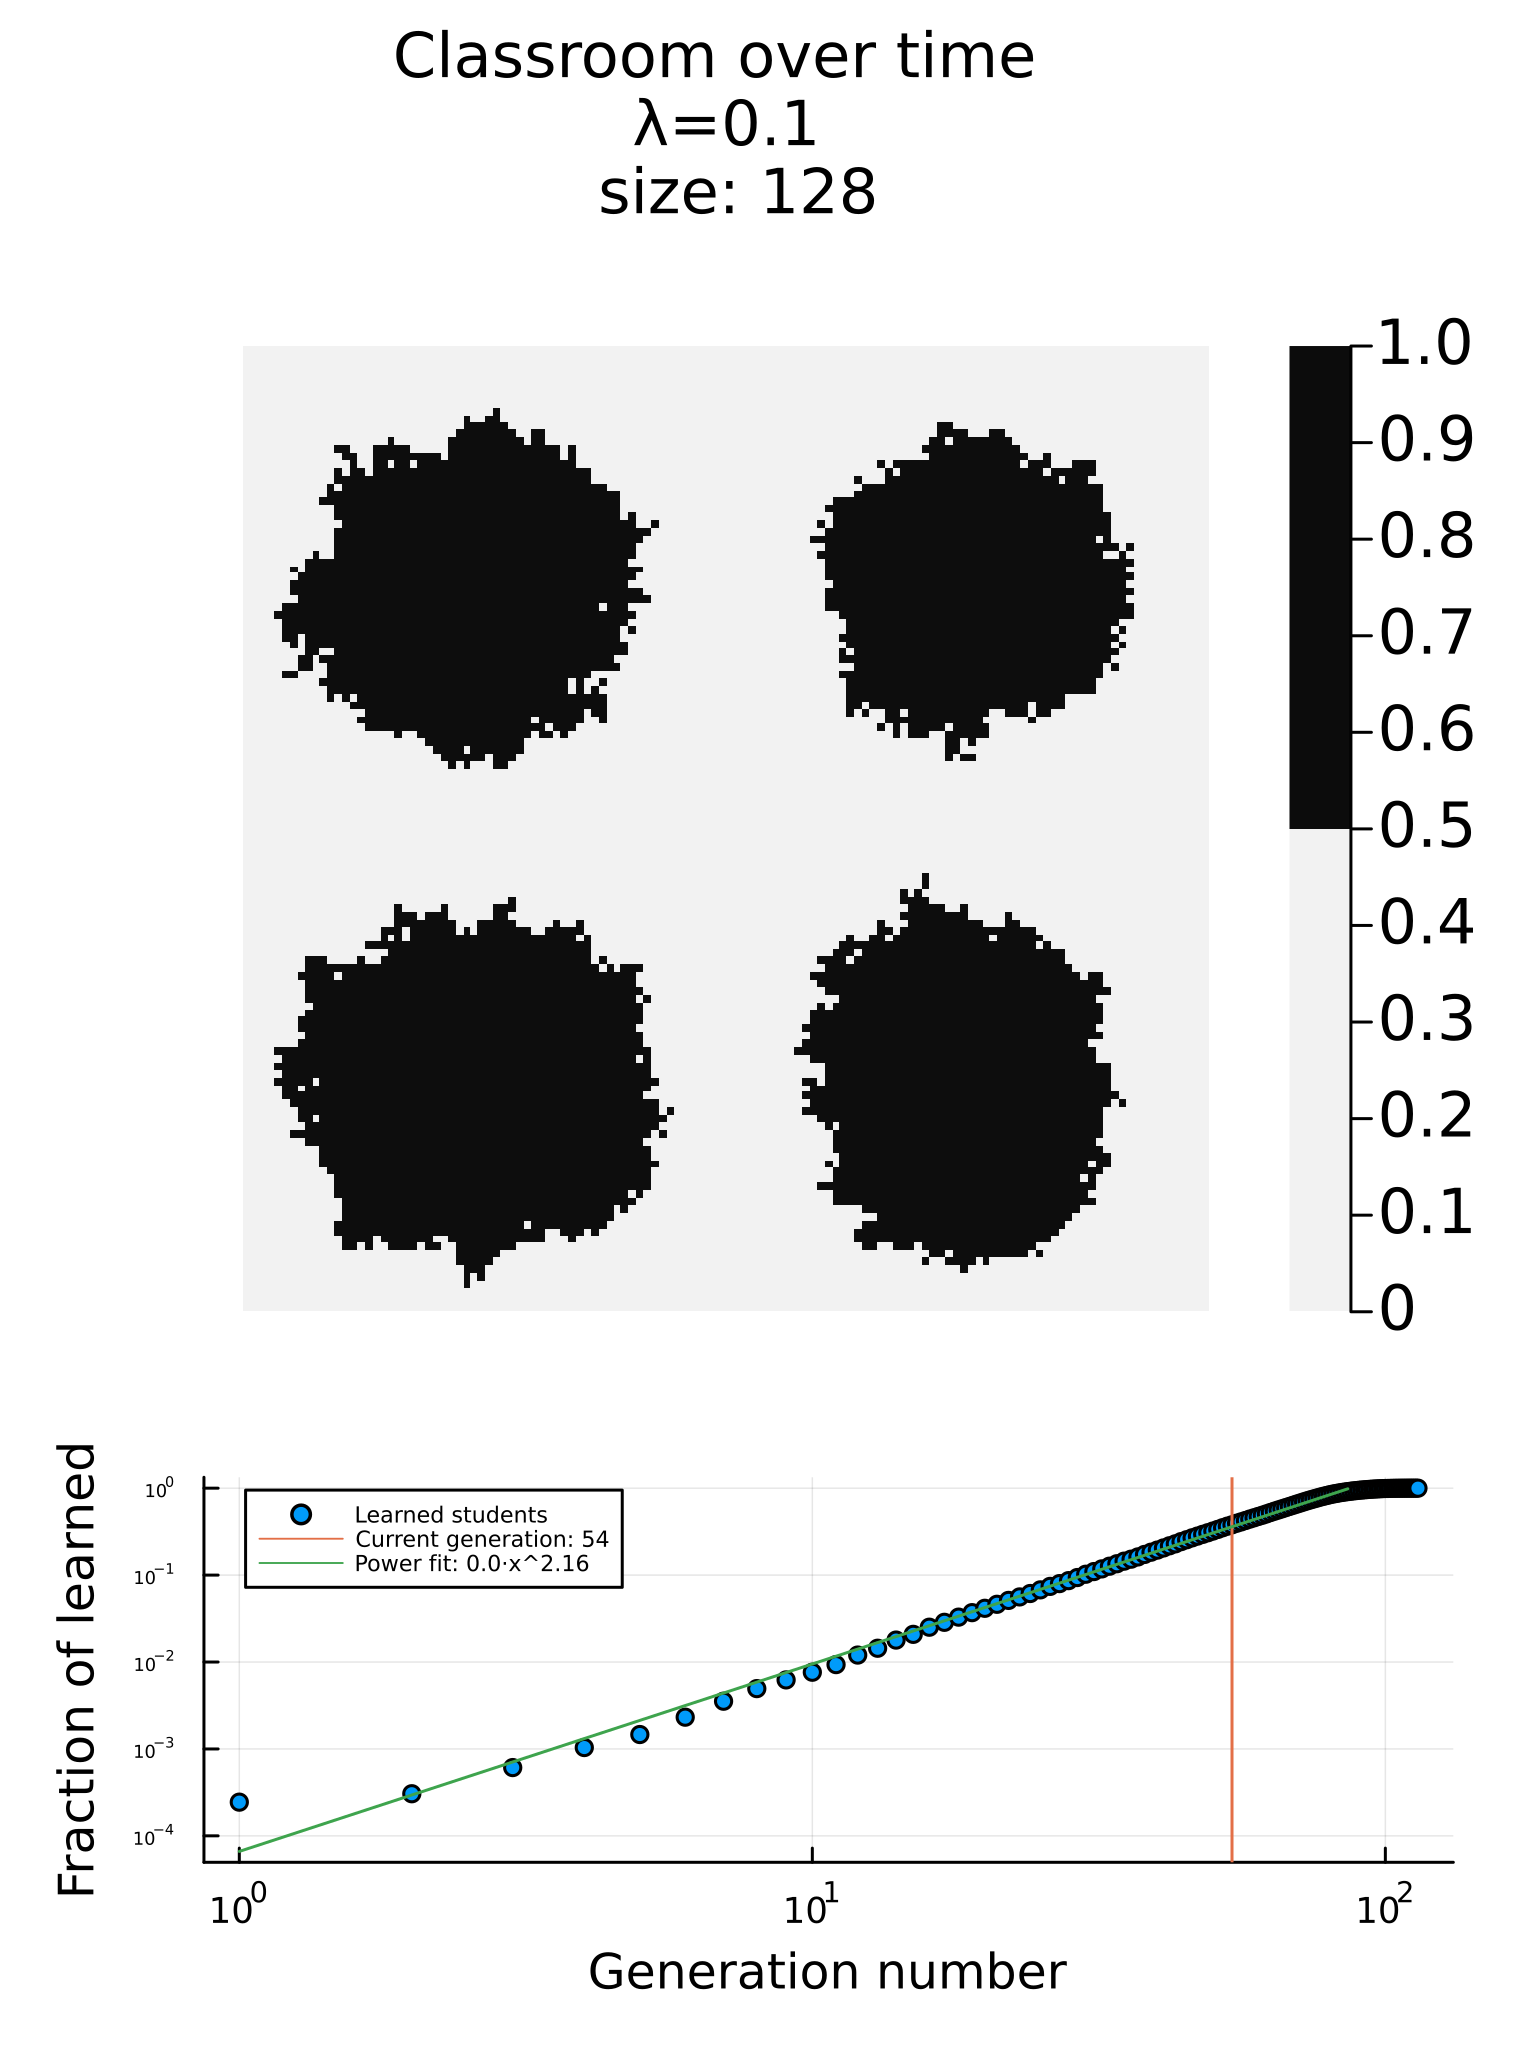 Classroom over time
λ=0.1
size: 128
1.0
0.9
0.8
0.7
0.6
0.5
0.4
0.3
0.2
0.1
0
Fraction of learned
10^0
10^-1
10^-2
10^-3
10^-4
Learned students
Current generation: 54
Power fit: 0.0·x^2.16
10^0 10^1 10^2
Generation number